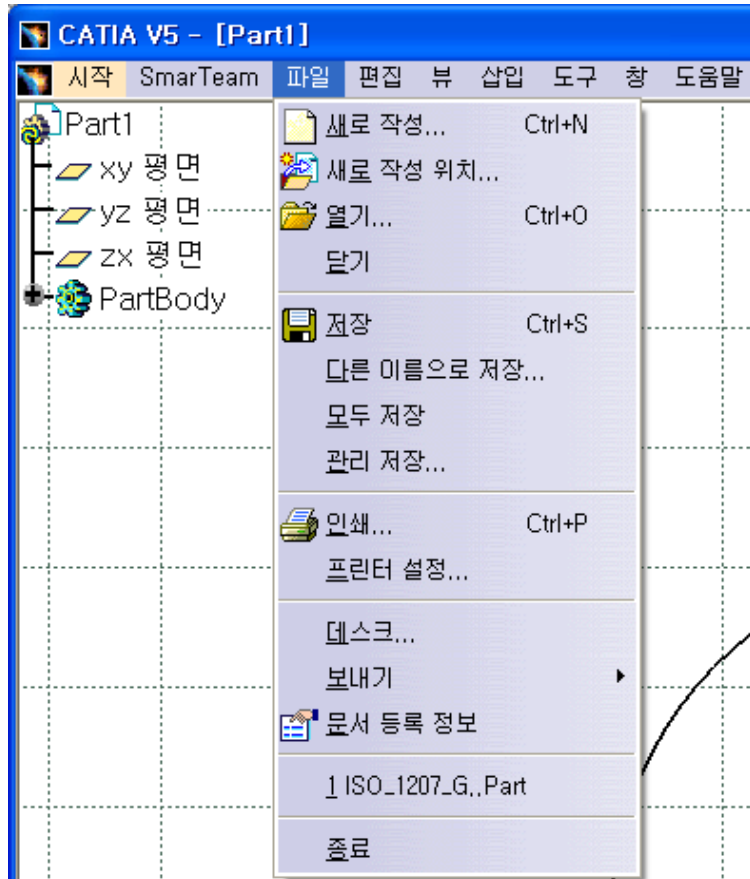 CATIA V5 - [Part1]
시작 SmarTeam 파일 편집 뷰 삽입 도구 창 도움말
Part1
xy 평면
yz 평면
zx 평면
PartBody
새로 작성... Ctrl+N
새로 작성 위치...
열기... Ctrl+O
닫기
저장 Ctrl+S
다른 이름으로 저장...
모두 저장
관리 저장...
인쇄... Ctrl+P
프린터 설정...
데스크...
보내기
문서 등록 정보
1 ISO_1207_G,,Part
종료